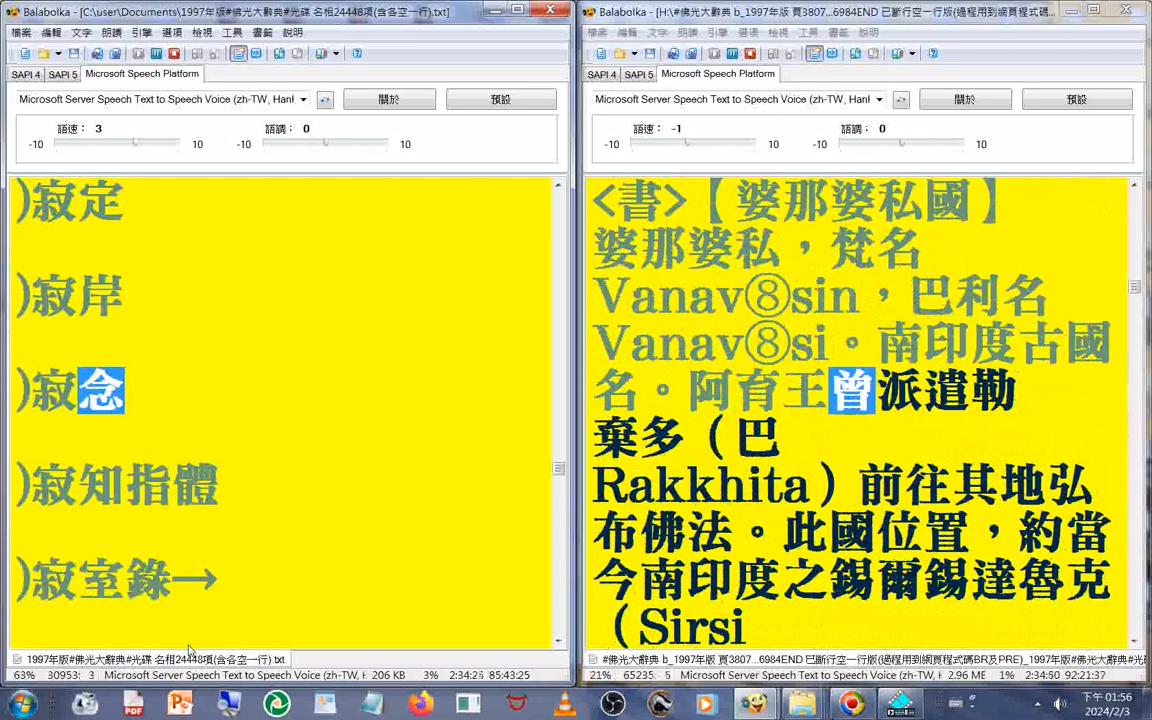 Balabolka - [C:\user\Documents\1997年版#佛光大辭典#光碟 名相24448項(含各空一行).txt]
檔案 編輯 文字 朗讀 引擎 選項 檢視 工具 書籤 說明
SAPI 4 SAPI 5 Microsoft Speech Platform
Microsoft Server Speech Text to Speech Voice (zh-TW, Hanl
關於 預設
語速： 3 語調： 0
-10 10 -10 10
)寂定
)寂岸
)寂念
)寂知指體
)寂室錄→
1997年版#佛光大辭典#光碟 名相24448項(含各空一行).txt
63% 30953: 3 Microsoft Server Speech Text to Speech Voice (zh-TW, H 206 KB 3% 2:34:26 85:43:25
Balabolka - [H:\#佛光大辭典 b_1997年版 頁3807...6984END 已斷行空一行版(過程用到網頁程式碼
檔案 編輯 文字 朗讀 引擎 選項 檢視 工具 書籤 說明
SAPI 4 SAPI 5 Microsoft Speech Platform
Microsoft Server Speech Text to Speech Voice (zh-TW, Hanl
關於 預設
語速： -1 語調： 0
-10 10 -10 10
<書>【婆那婆私國】
婆那婆私，梵名
Vanav⑧sin，巴利名
Vanav⑧si。南印度古國
名。阿育王曾派遣勒
棄多（巴
Rakkhita）前往其地弘
布佛法。此國位置，約當
今南印度之錫爾錫達魯克
（Sirsi
#佛光大辭典 b_1997年版 頁3807...6984END 已斷行空一行版(過程用到網頁程式碼BR及PRE)_1997年版#光
21% 65235: 5 Microsoft Server Speech Text to Speech Voice (zh-TW, H 2.96 ME 1% 2:34:50 92:21:37
下午 01:56
2024/2/3